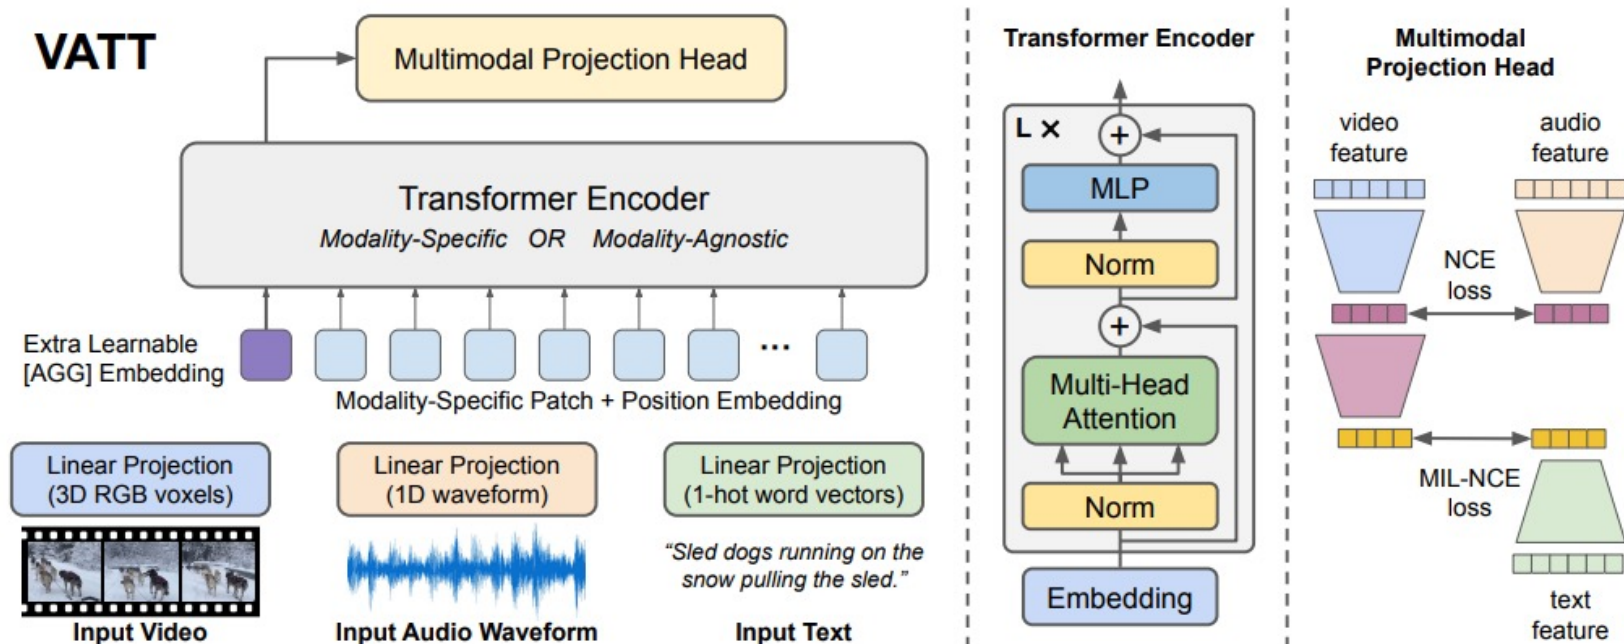 VATT
Multimodal Projection Head
Transformer Encoder
Modality-Specific OR Modality-Agnostic
Extra Learnable
[AGG] Embedding
...
Modality-Specific Patch + Position Embedding
Linear Projection
(3D RGB voxels)
Linear Projection
(1D waveform)
Linear Projection
(1-hot word vectors)
“Sled dogs running on the
snow pulling the sled.”
Input Video
Input Audio Waveform
Input Text
Transformer Encoder
L ×
+
MLP
Norm
+
Multi-Head
Attention
Norm
Embedding
Multimodal
Projection Head
video
feature
audio
feature
NCE
loss
MIL-NCE
loss
text
feature